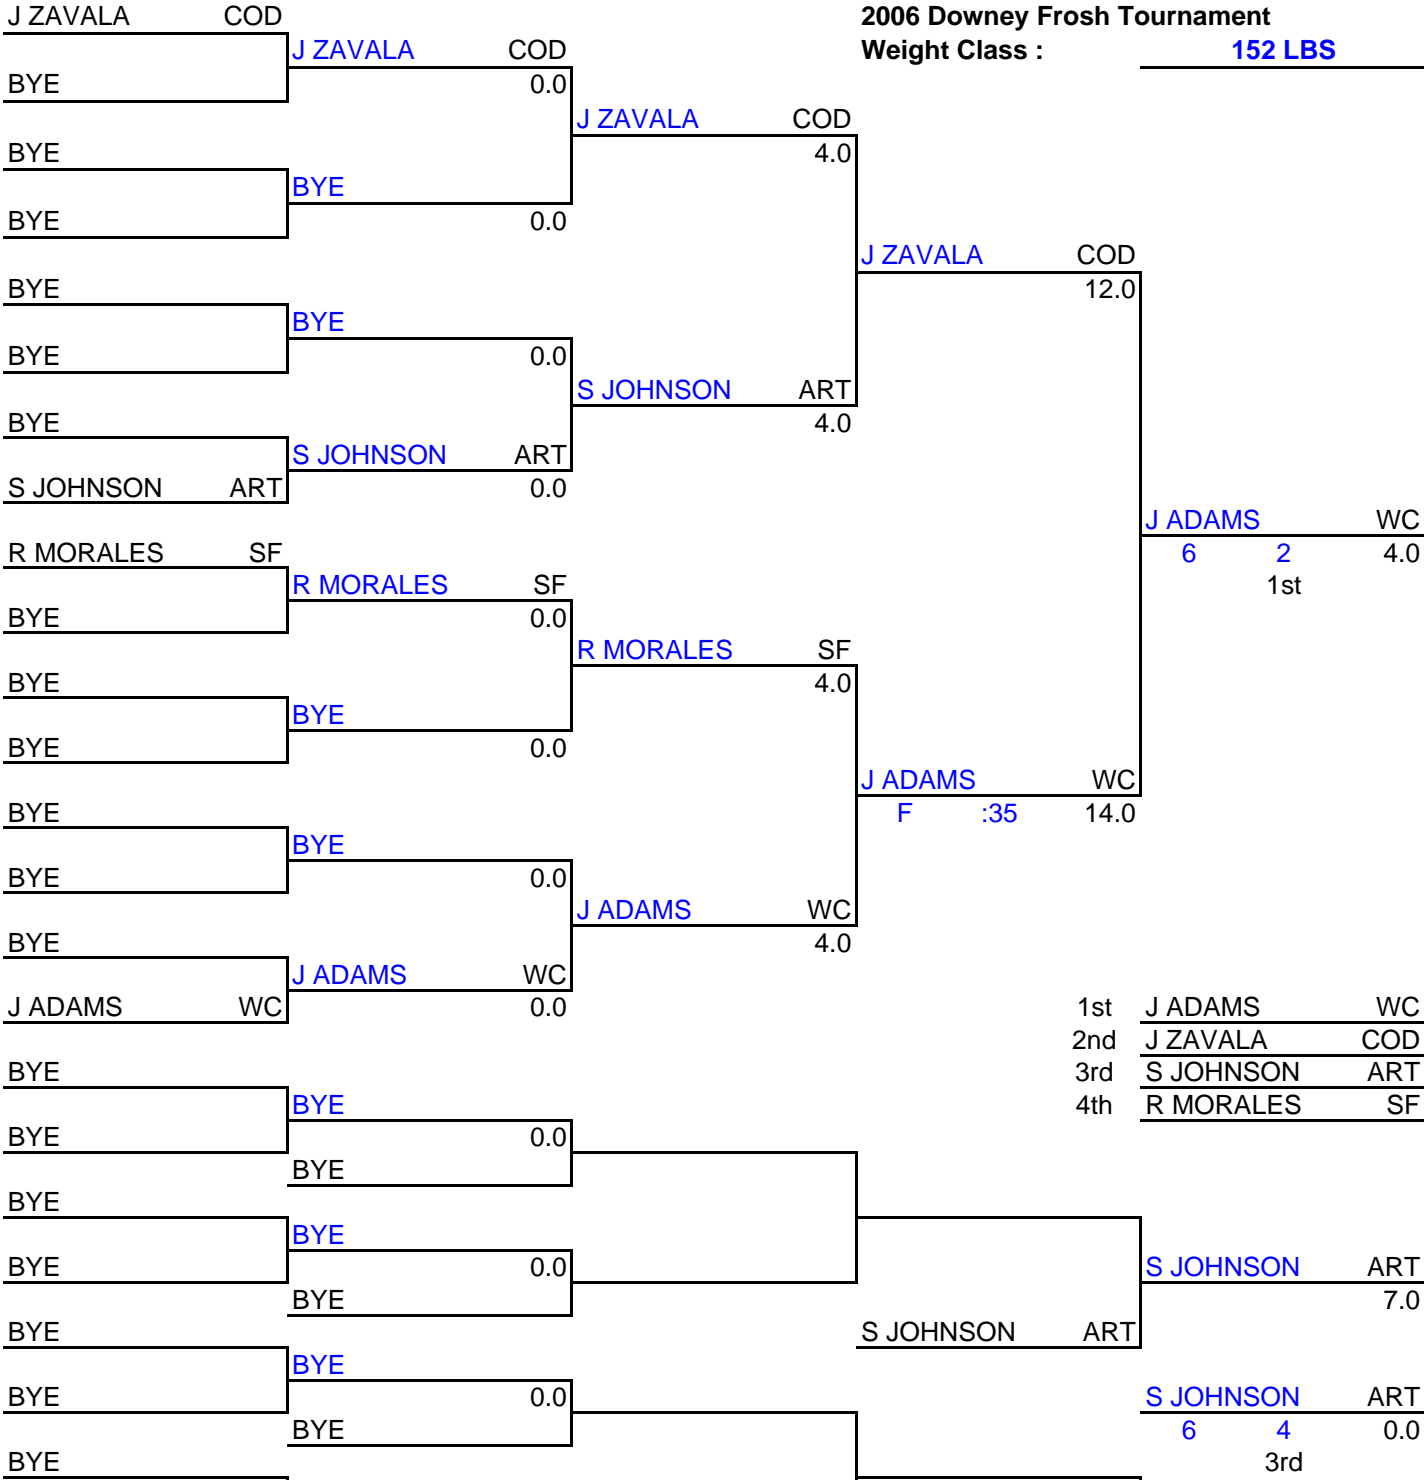 J ZAVALA COD 2006 Downey Frosh Tournament
J ZAVALA COD Weight Class : 152 LBS
BYE 0.0
J ZAVALA COD
BYE 4.0
BYE
BYE 0.0
J ZAVALA COD
BYE 12.0
BYE
BYE 0.0
S JOHNSON ART
BYE 4.0
S JOHNSON ART
S JOHNSON ART 0.0
J ADAMS WC
R MORALES SF 6 2 4.0
R MORALES SF 1st
BYE 0.0
R MORALES SF
BYE 4.0
BYE
BYE 0.0
J ADAMS WC
BYE F :35 14.0
BYE
BYE 0.0
J ADAMS WC
BYE 4.0
J ADAMS WC
J ADAMS WC 0.0 1st J ADAMS WC
2nd J ZAVALA COD
BYE 3rd S JOHNSON ART
BYE 4th R MORALES SF
BYE 0.0
BYE
BYE
BYE
BYE 0.0 S JOHNSON ART
BYE 7.0
BYE S JOHNSON ART
BYE
BYE 0.0 S JOHNSON ART
BYE 6 4 0.0
BYE 3rd